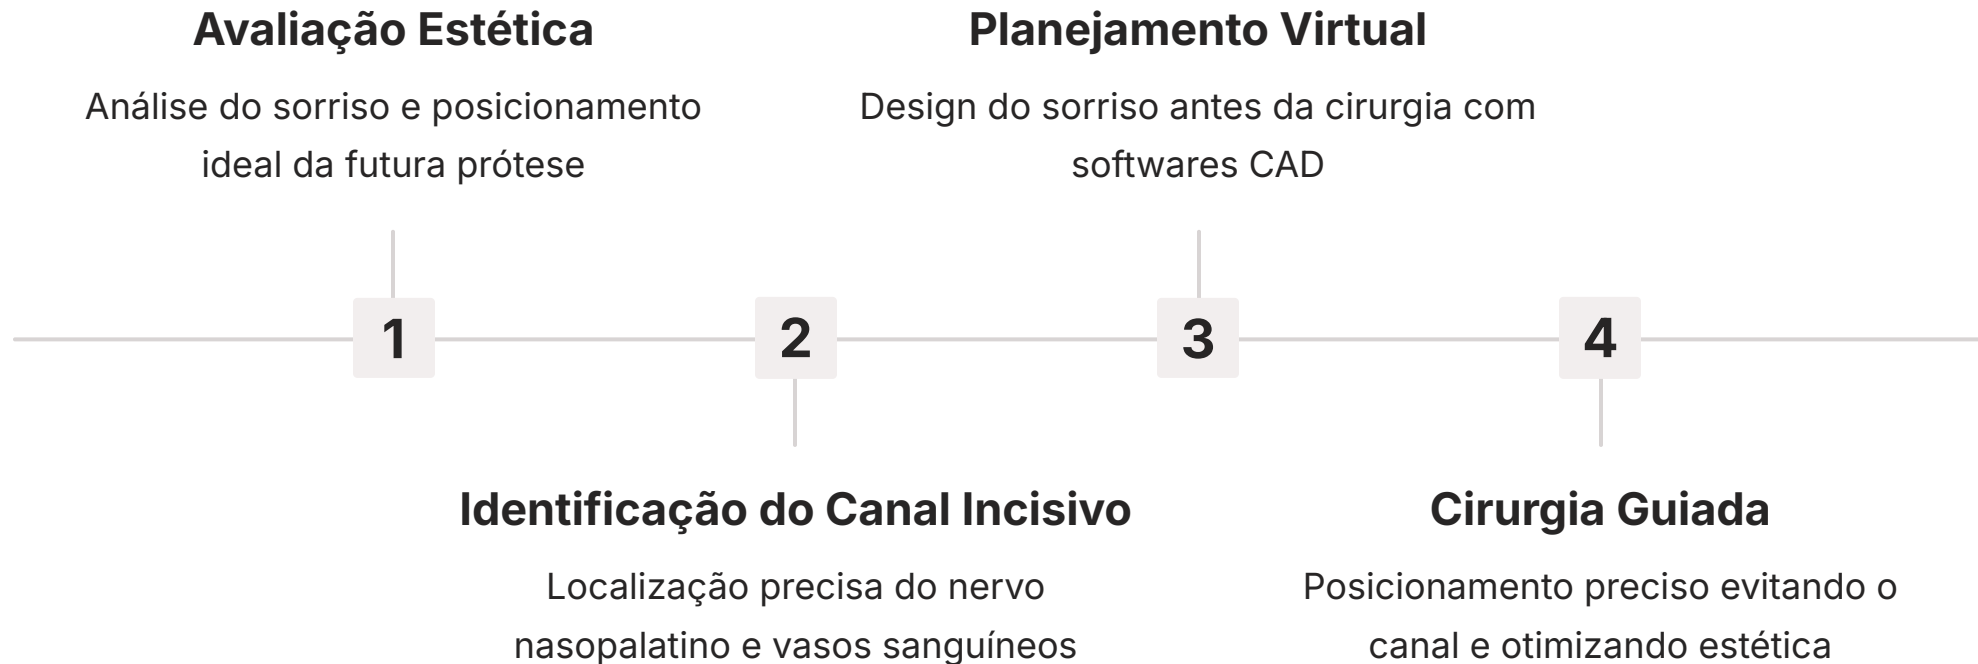 Avaliação Estética
Análise do sorriso e posicionamento
ideal da futura prótese
Planejamento Virtual
Design do sorriso antes da cirurgia com
softwares CAD
1
2
3
4
Identificação do Canal Incisivo
Localização precisa do nervo
nasopalatino e vasos sanguíneos
Cirurgia Guiada
Posicionamento preciso evitando o
canal e otimizando estética